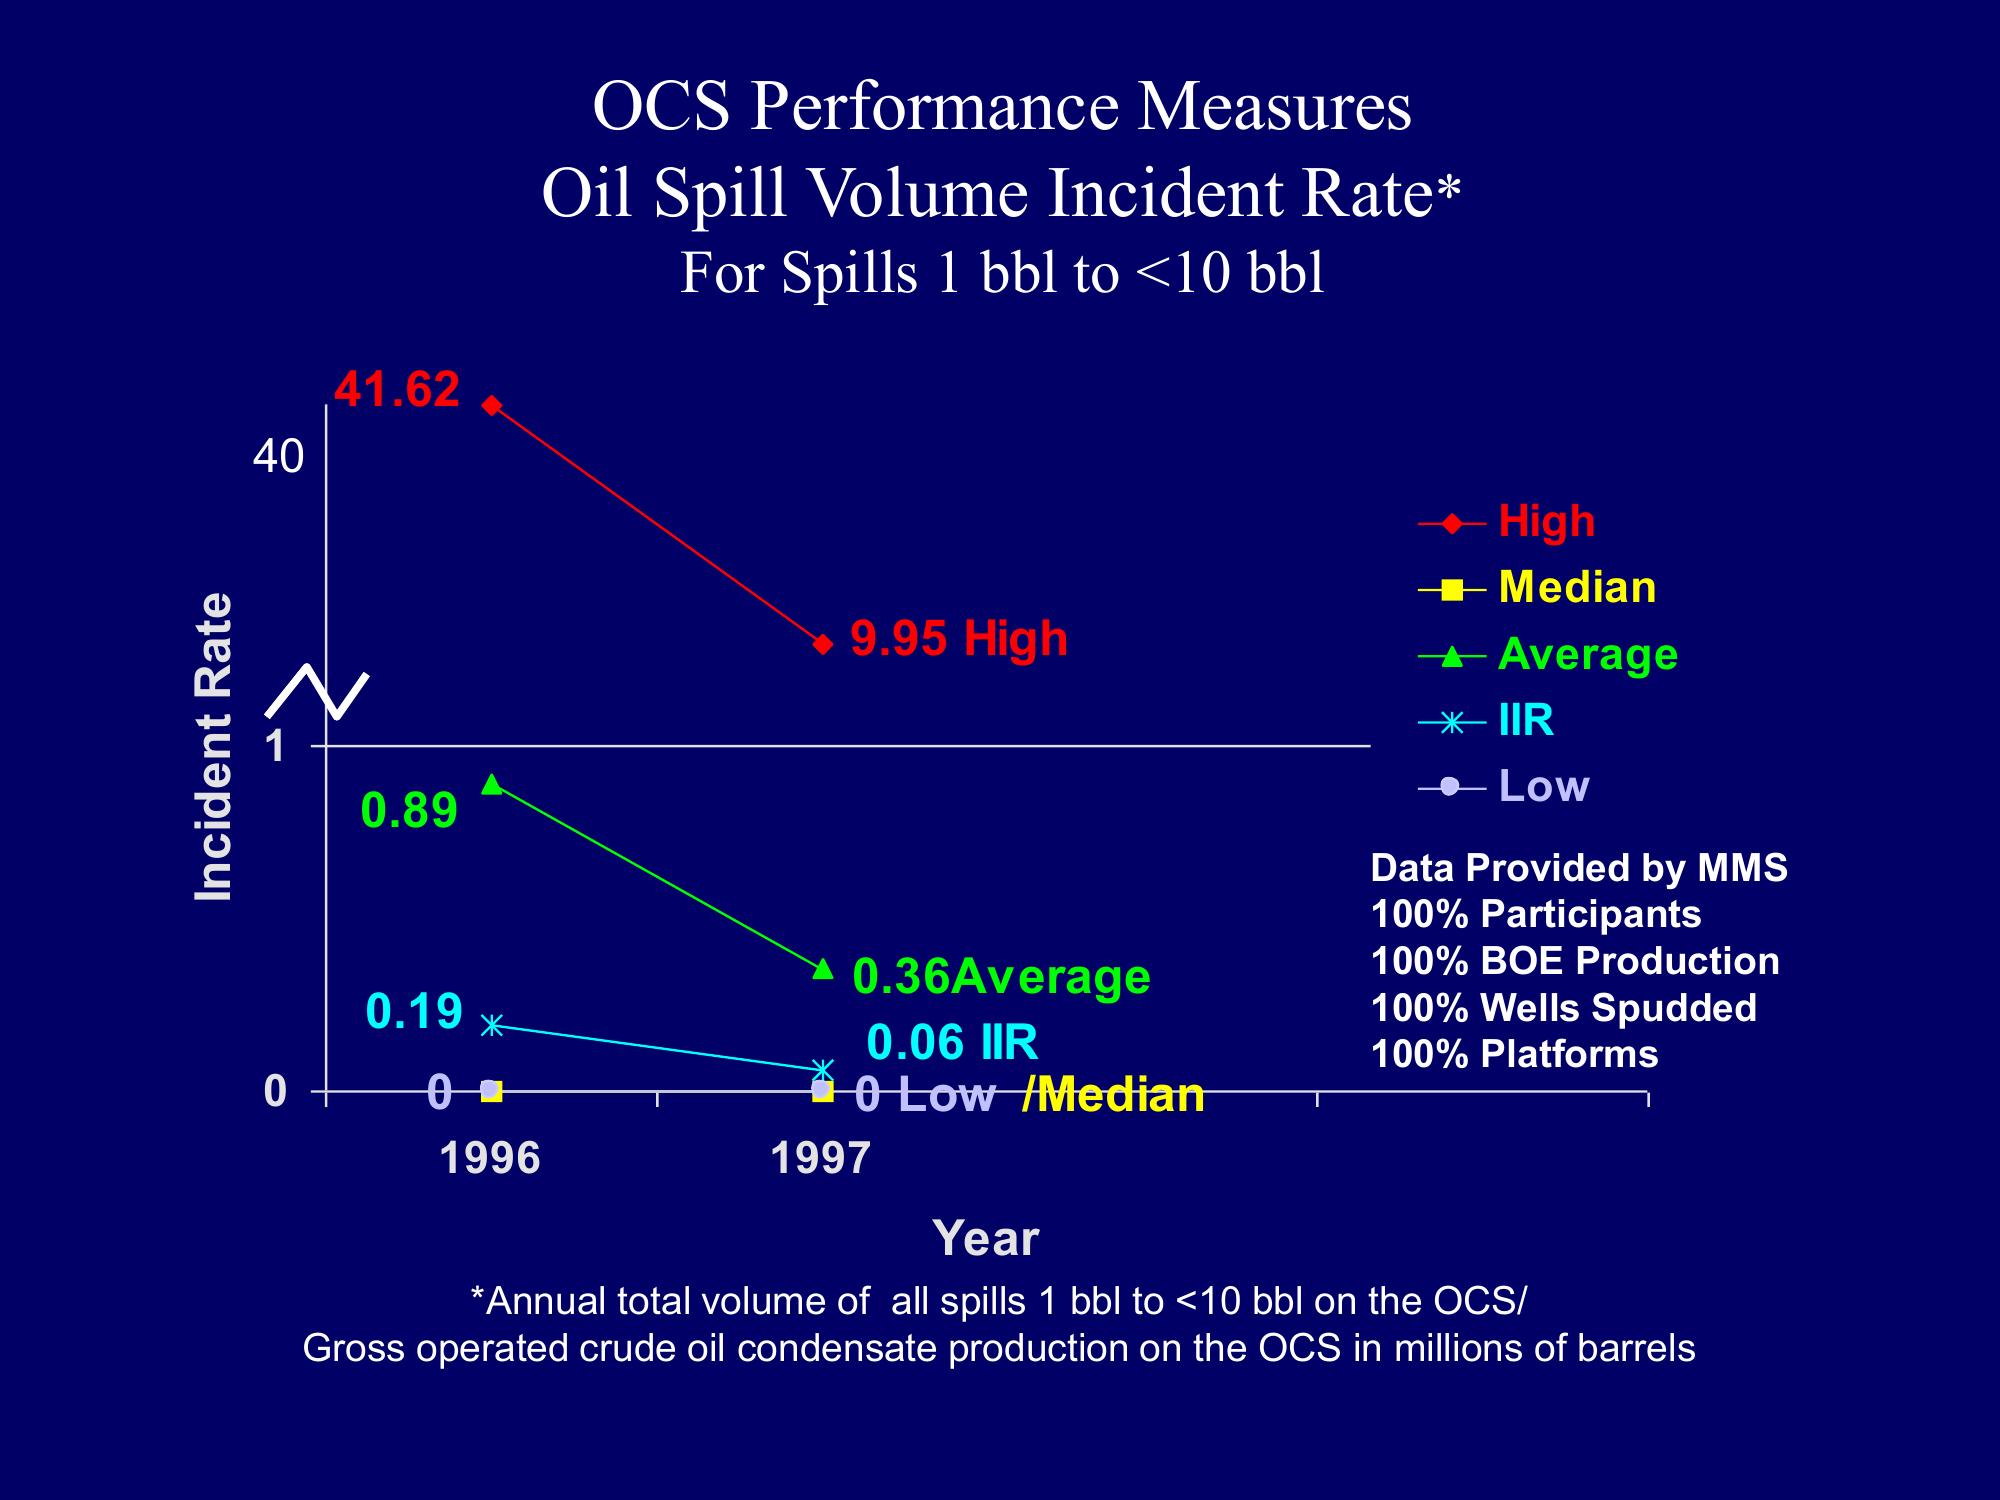 OCS Performance Measures
Oil Spill Volume Incident Rate*
For Spills 1 bbl to <10 bbl
41.62
40
High
Median
9.95 High
Average
Incident Rate
IIR
1
Low
0.89
Data Provided by MMS
100% Participants
100% BOE Production
0.36Average
100% Wells Spudded
0.19
0.06 IIR
100% Platforms
0
0
0 Low /Median
1996
1997
Year
*Annual total volume of all spills 1 bbl to <10 bbl on the OCS/
Gross operated crude oil condensate production on the OCS in millions of barrels